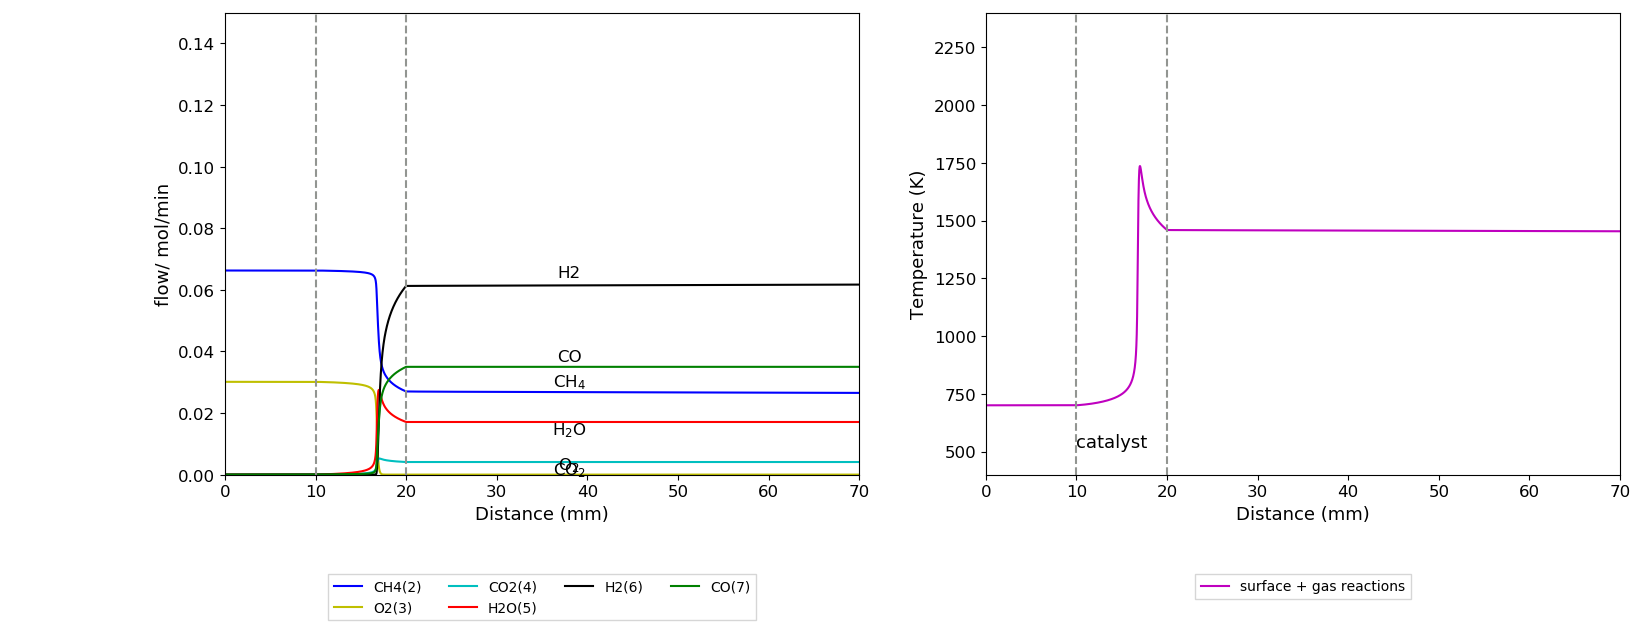 0.14
0.12
0.10
0.08
0.06
0.04
0.02
0.00
flow/ mol/min
H2
CO
CH₄
H₂O
O₂
CO₂
0 10 20 30 40 50 60 70
Distance (mm)
CH4(2) CO2(4) H2(6) CO(7)
O2(3) H2O(5)
2250
2000
1750
1500
1250
1000
750
500
Temperature (K)
catalyst
0 10 20 30 40 50 60 70
Distance (mm)
surface + gas reactions